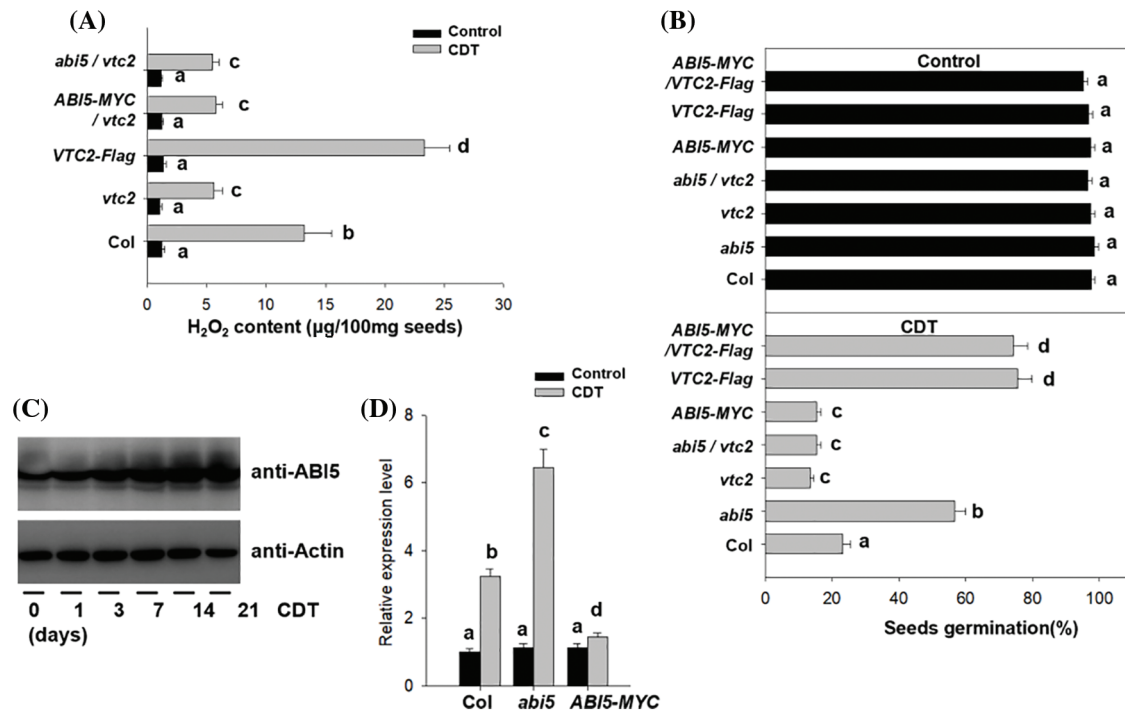 (A)
Control
CDT
abi5 / vtc2
c
a
ABI5-MYC
/ vtc2
c
a
VTC2-Flag
d
a
vtc2
c
a
Col
b
a
0 5 10 15 20 25 30
H₂O₂ content (µg/100mg seeds)
(B)
Control
ABI5-MYC
/VTC2-Flag
a
VTC2-Flag
a
ABI5-MYC
a
abi5 / vtc2
a
vtc2
a
abi5
a
Col
a
CDT
ABI5-MYC
/VTC2-Flag
d
VTC2-Flag
d
ABI5-MYC
c
abi5 / vtc2
c
vtc2
c
abi5
b
Col
a
0 20 40 60 80 100
Seeds germination(%)
(C)
anti-ABI5
anti-Actin
0 1 3 7 14 21 CDT
(days)
(D)
Control
CDT
Relative expression level
8
6
4
2
0
a b a c a d
Col abi5 ABI5-MYC